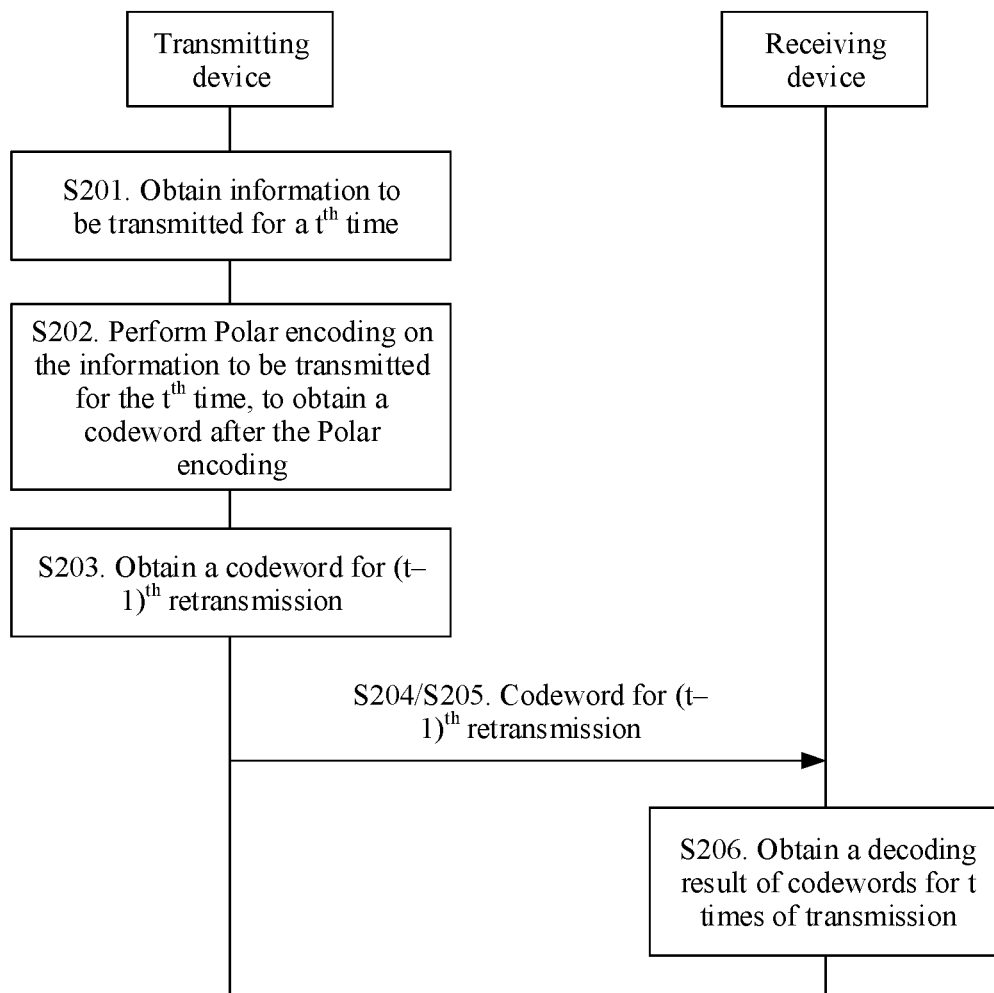 Transmitting
device
Receiving
device
S201. Obtain information to
be transmitted for a tth time
S202. Perform Polar encoding on
the information to be transmitted
for the tth time, to obtain a
codeword after the Polar
encoding
S203. Obtain a codeword for (t–
1)th retransmission
S204/S205. Codeword for (t–
1)th retransmission
S206. Obtain a decoding
result of codewords for t
times of transmission